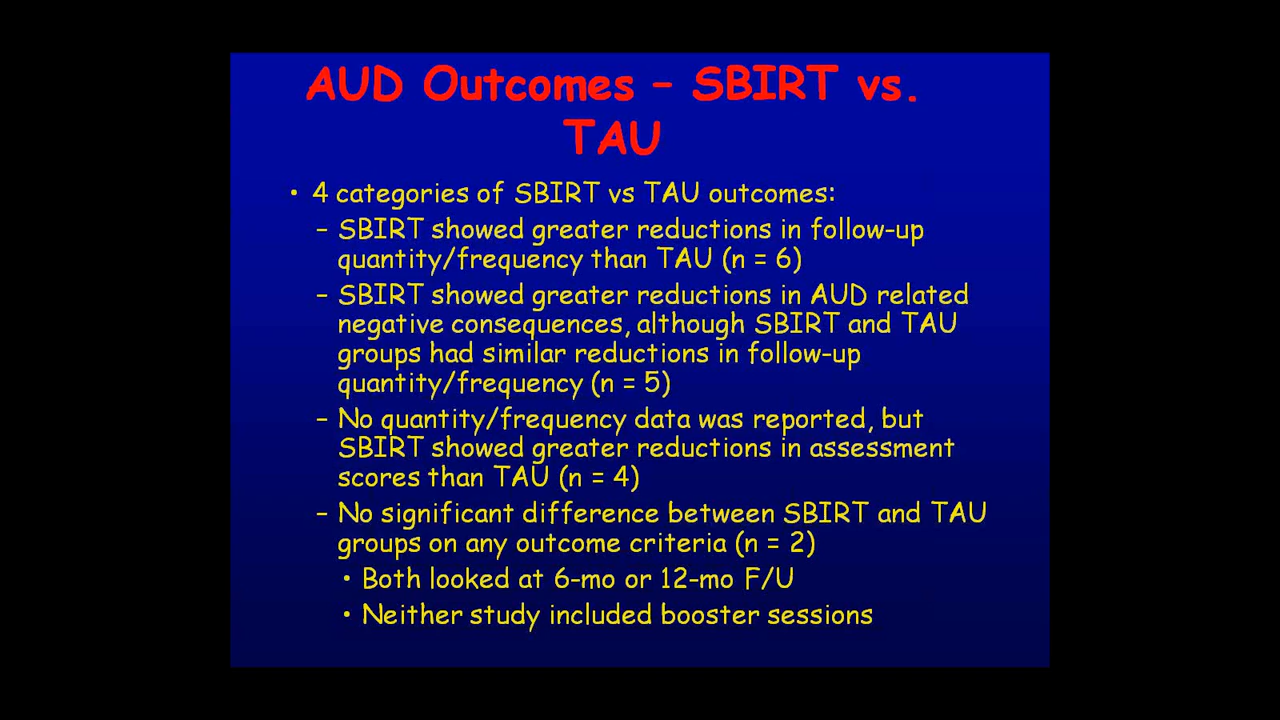 AUD Outcomes – SBIRT vs.
TAU
• 4 categories of SBIRT vs TAU outcomes:
– SBIRT showed greater reductions in follow-up
quantity/frequency than TAU (n = 6)
– SBIRT showed greater reductions in AUD related
negative consequences, although SBIRT and TAU
groups had similar reductions in follow-up
quantity/frequency (n = 5)
– No quantity/frequency data was reported, but
SBIRT showed greater reductions in assessment
scores than TAU (n = 4)
– No significant difference between SBIRT and TAU
groups on any outcome criteria (n = 2)
• Both looked at 6-mo or 12-mo F/U
• Neither study included booster sessions